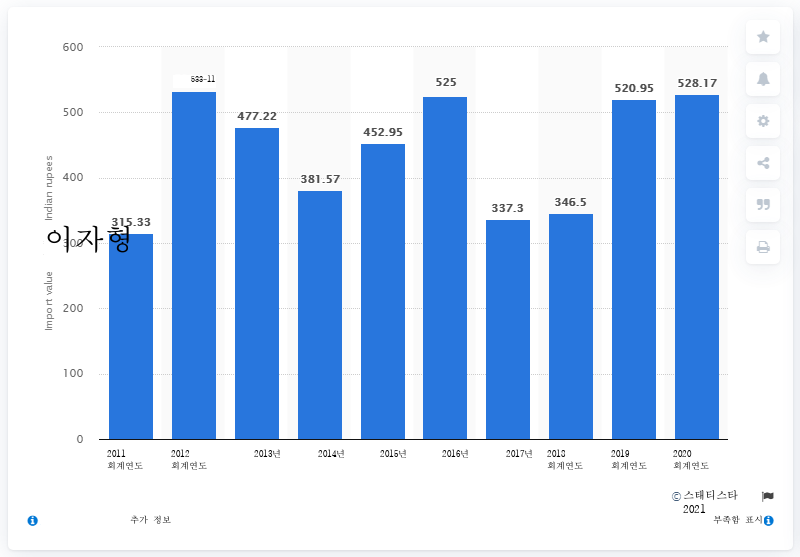 600
500
400
300
200
100
0
Import value
이자형
Indian rupees
315.33
533-11
477.22
381.57
452.95
525
337.3
346.5
520.95
528.17
2011
회계연도
2012
회계연도
2013년
2014년
2015년
2016년
2017년
2018
회계연도
2019
회계연도
2020
회계연도
© 스태티스타
2021
추가 정보
부족함 표시